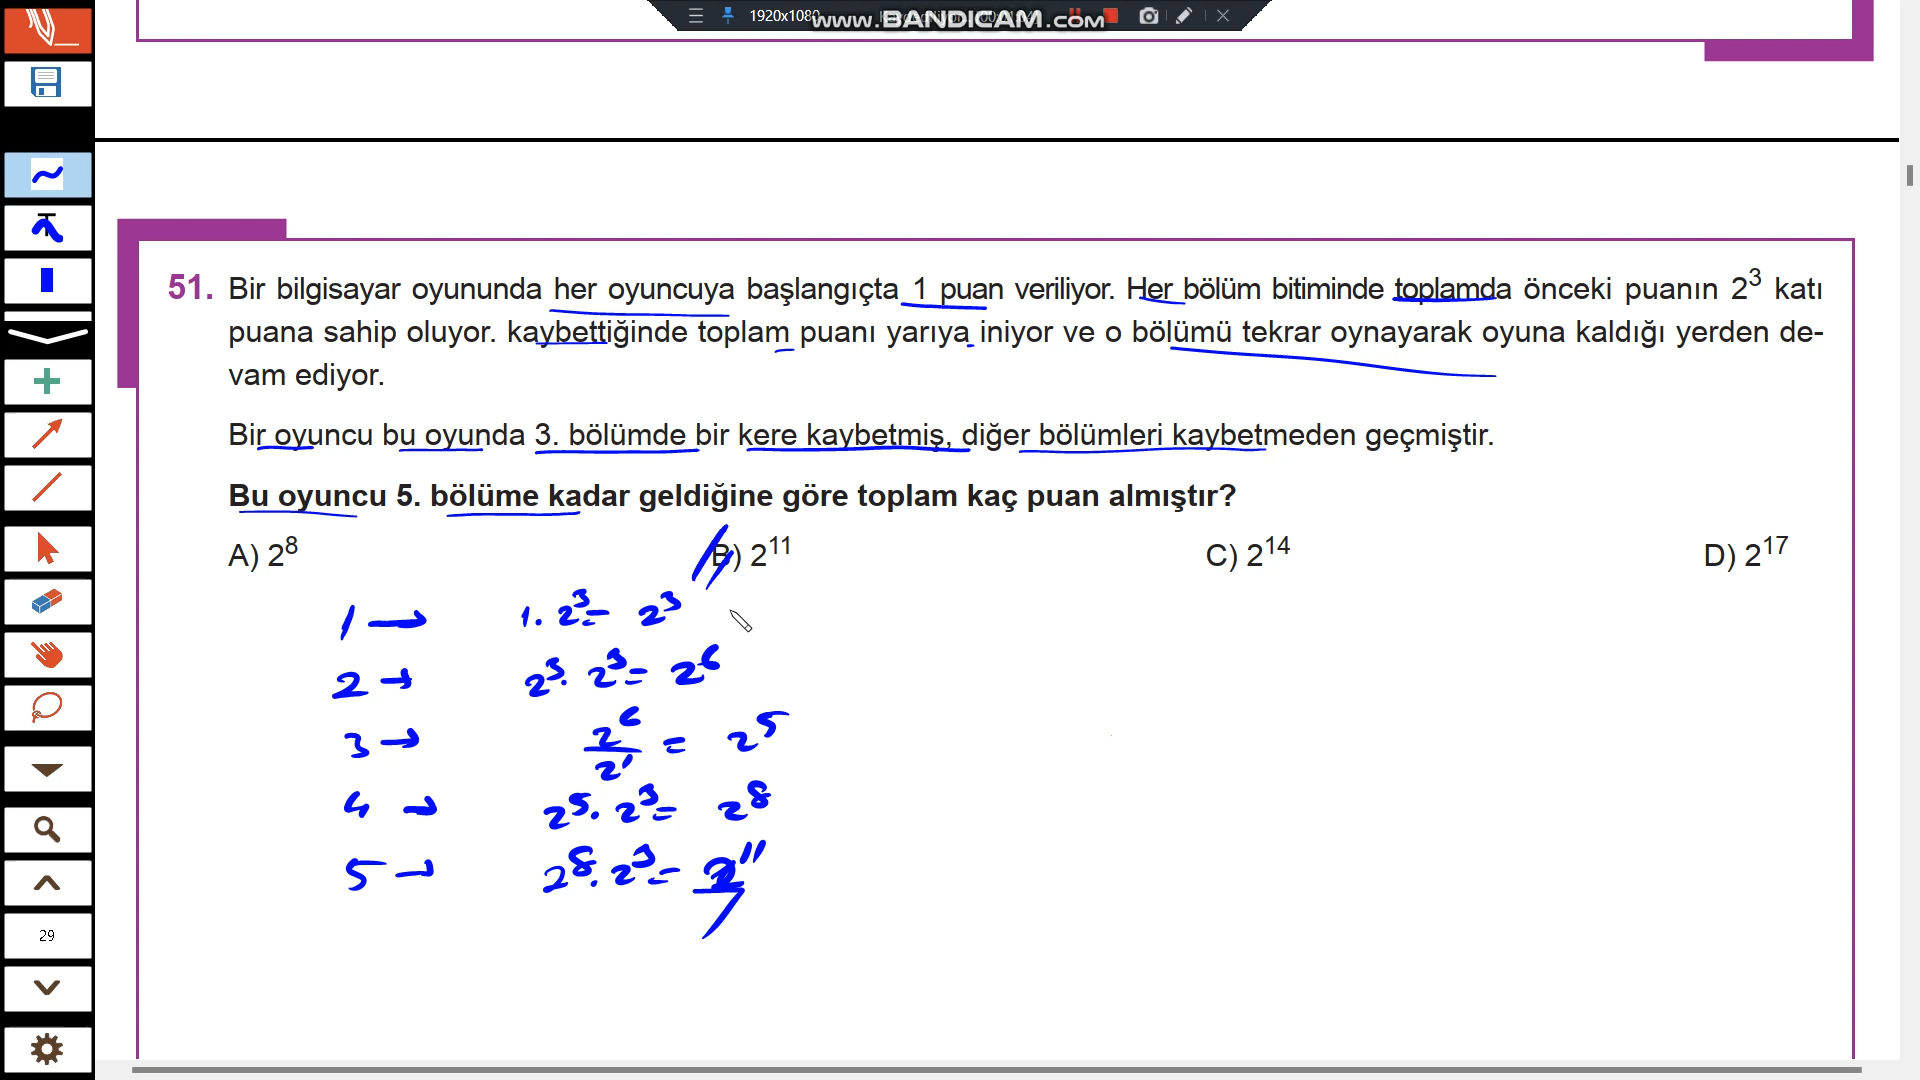 1920x1080
www.BANDICAM.com
51. Bir bilgisayar oyununda her oyuncuya başlangıçta 1 puan veriliyor. Her bölüm bitiminde toplamda önceki puanın 2³ katı
puana sahip oluyor. kaybettiğinde toplam puanı yarıya iniyor ve o bölümü tekrar oynayarak oyuna kaldığı yerden de-
vam ediyor.
Bir oyuncu bu oyunda 3. bölümde bir kere kaybetmiş, diğer bölümleri kaybetmeden geçmiştir.
Bu oyuncu 5. bölüme kadar geldiğine göre toplam kaç puan almıştır?
A) 2⁸ B) 2¹¹ C) 2¹⁴ D) 2¹⁷
1 → 1. 2³ = 2³
2 → 2³. 2³ = 2⁶
3 → 2⁶/2¹ = 2⁵
4 → 2⁵. 2³ = 2⁸
5 → 2⁸. 2³ = 2¹¹
29